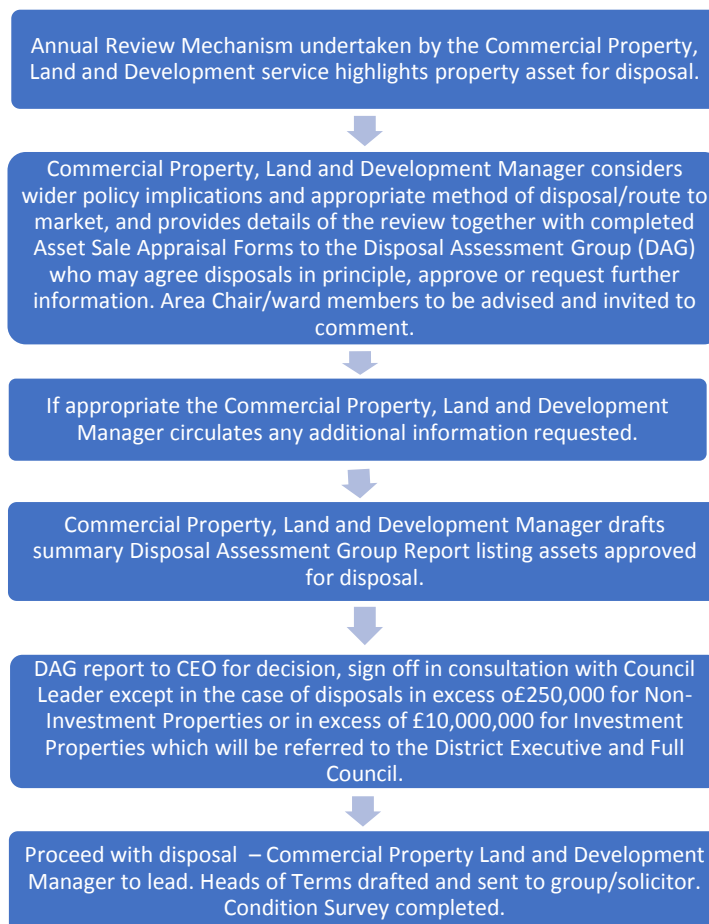 Annual Review Mechanism undertaken by the Commercial Property,
Land and Development service highlights property asset for disposal.
Commercial Property, Land and Development Manager considers
wider policy implications and appropriate method of disposal/route to
market, and provides details of the review together with completed
Asset Sale Appraisal Forms to the Disposal Assessment Group (DAG)
who may agree disposals in principle, approve or request further
information. Area Chair/ward members to be advised and invited to
comment.
If appropriate the Commercial Property, Land and Development
Manager circulates any additional information requested.
Commercial Property, Land and Development Manager drafts
summary Disposal Assessment Group Report listing assets approved
for disposal.
DAG report to CEO for decision, sign off in consultation with Council
Leader except in the case of disposals in excess of£250,000 for Non-
Investment Properties or in excess of £10,000,000 for Investment
Properties which will be referred to the District Executive and Full
Council.
Proceed with disposal – Commercial Property Land and Development
Manager to lead. Heads of Terms drafted and sent to group/solicitor.
Condition Survey completed.